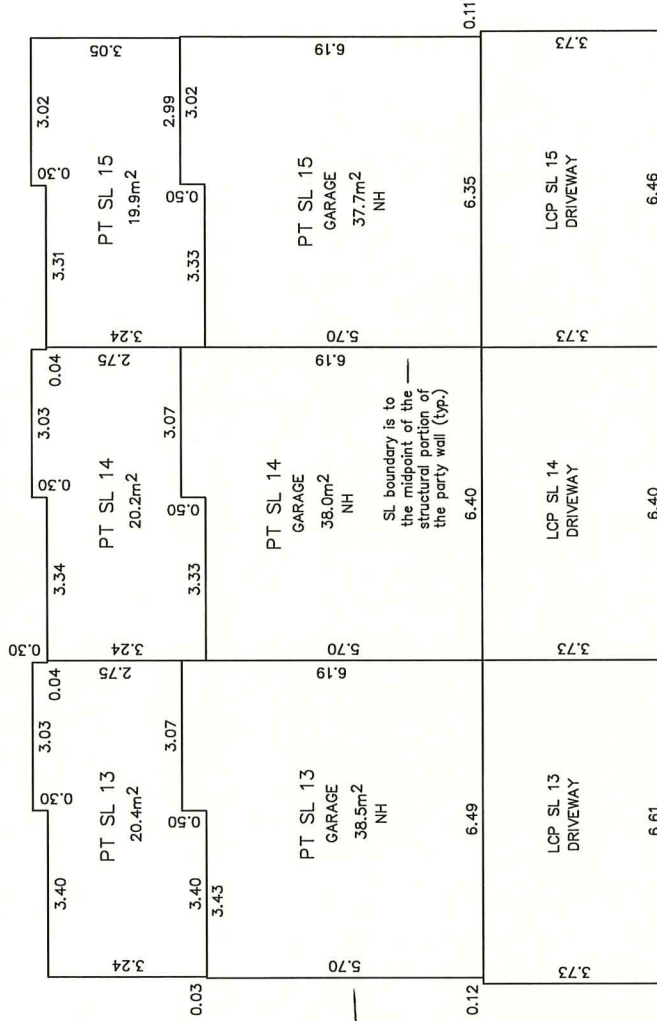 0.11
3.05
3.02
0.30
3.31
PT SL 15
19.9m²
2.99
3.24
6.19
3.02
0.50
3.33
PT SL 15
GARAGE
37.7m²
NH
5.70
6.35
3.73
LCP SL 15
DRIVEWAY
6.46
3.73
0.04
3.03
0.30
3.34
2.75
PT SL 14
20.2m²
3.24
6.19
3.07
0.50
3.33
PT SL 14
GARAGE
38.0m²
NH
SL boundary is to
the midpoint of the
structural portion of
the party wall (typ.)
5.70
6.40
LCP SL 14
DRIVEWAY
6.40
3.73
0.30
0.04
3.03
0.30
3.40
2.75
PT SL 13
20.4m²
3.24
3.07
0.50
3.40
3.43
6.19
PT SL 13
GARAGE
38.5m²
NH
5.70
6.49
0.03
0.12
LCP SL 13
DRIVEWAY
6.61
3.73